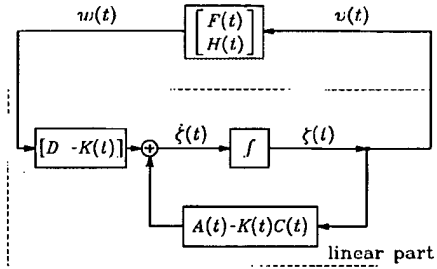 w(t)
[ F(t) ]
[ H(t) ]
v(t)
[D -K(t)]
+
ζ̇(t)
∫
ζ(t)
A(t)-K(t)C(t)
linear part